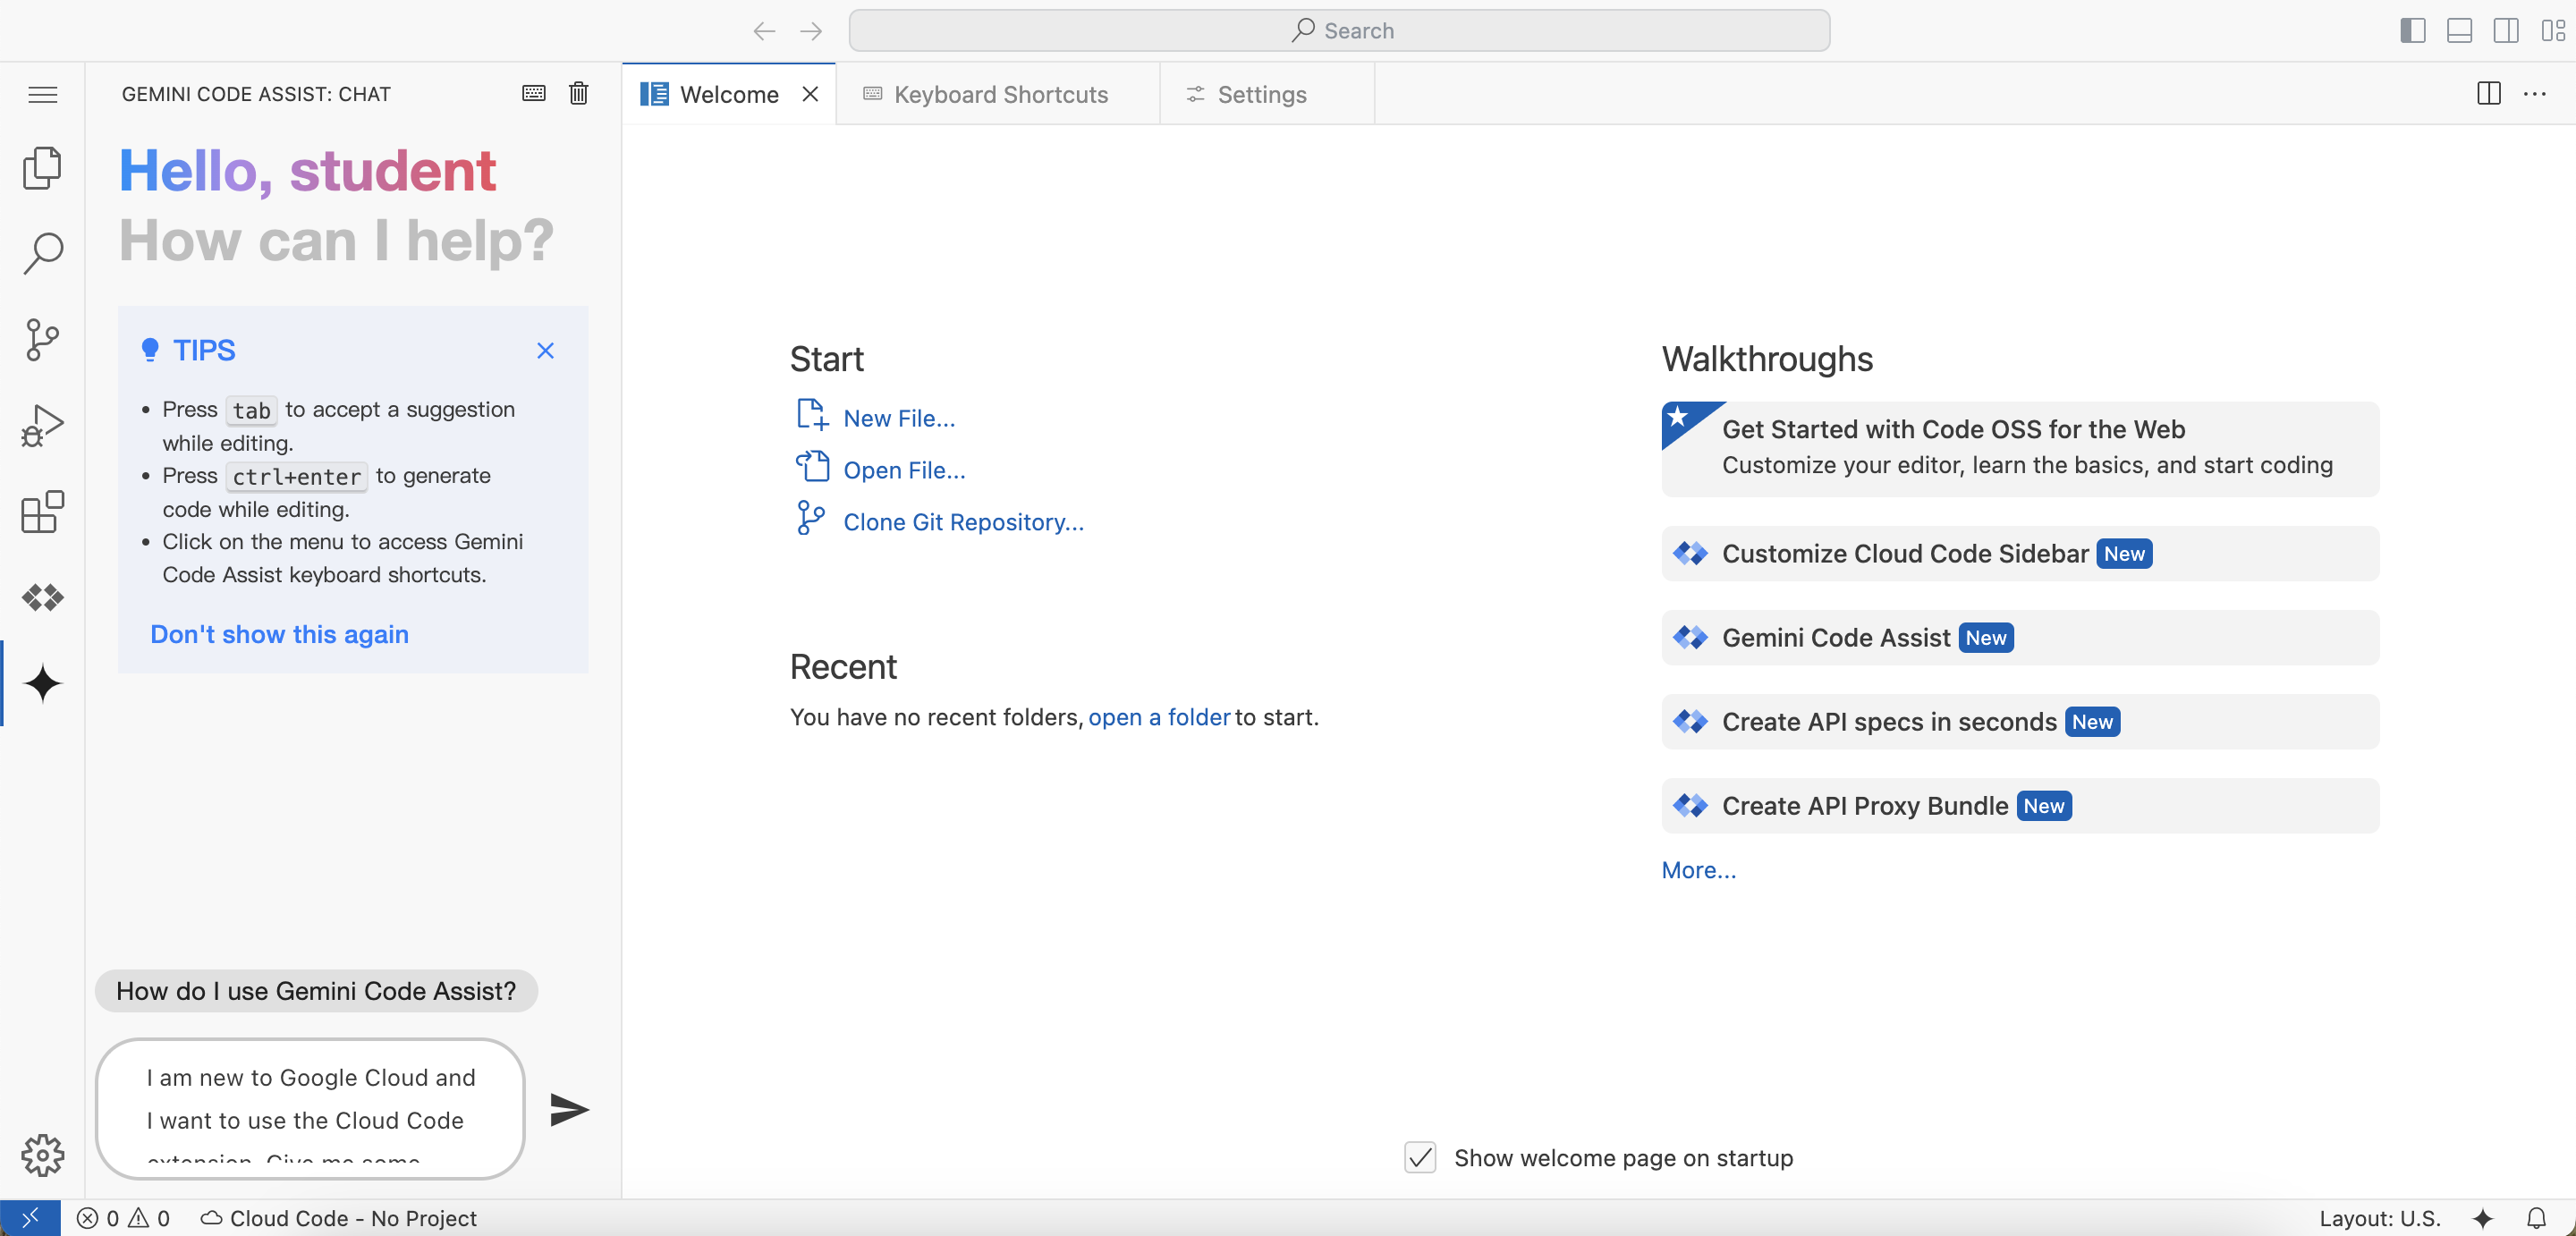 Search
GEMINI CODE ASSIST: CHAT
Hello, student
How can I help?
TIPS
Press tab to accept a suggestion
while editing.
Press ctrl+enter to generate
code while editing.
Click on the menu to access Gemini
Code Assist keyboard shortcuts.
Don't show this again
How do I use Gemini Code Assist?
I am new to Google Cloud and
I want to use the Cloud Code
extension. Give me some
Welcome
Keyboard Shortcuts
Settings
Start
New File...
Open File...
Clone Git Repository...
Recent
You have no recent folders, open a folder to start.
Walkthroughs
Get Started with Code OSS for the Web
Customize your editor, learn the basics, and start coding
Customize Cloud Code Sidebar New
Gemini Code Assist New
Create API specs in seconds New
Create API Proxy Bundle New
More...
Show welcome page on startup
0 0 Cloud Code - No Project
Layout: U.S.